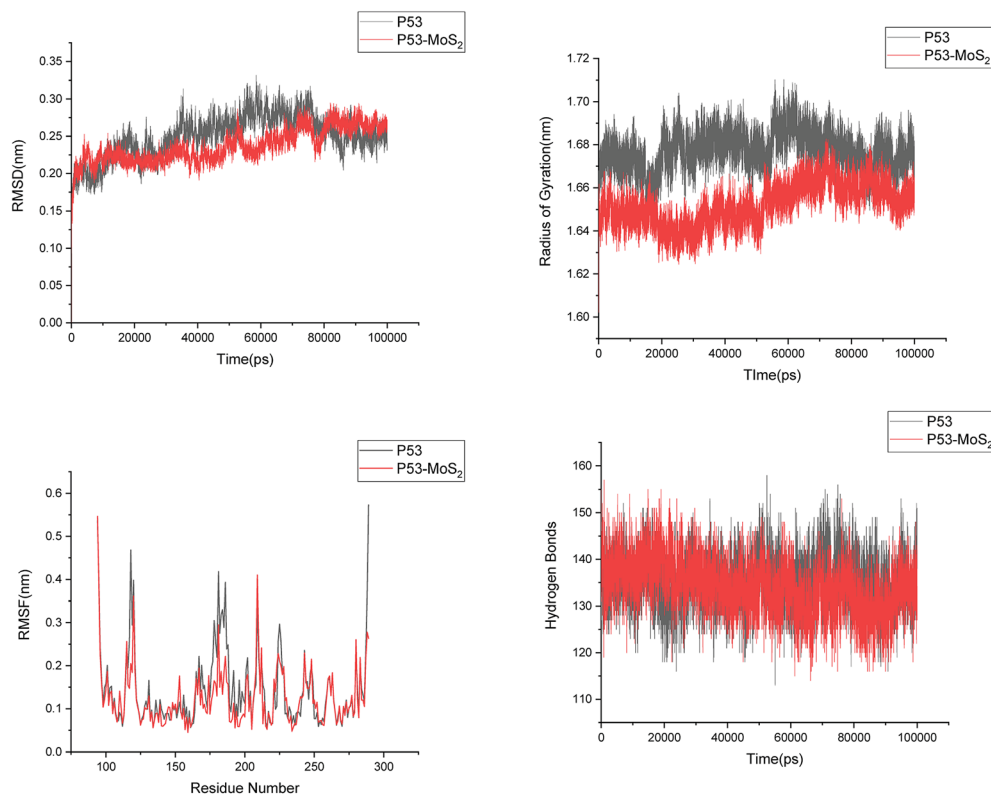 P53
P53-MoS₂
0.35
0.30
0.25
0.20
0.15
0.10
0.05
0.00
RMSD(nm)
0 20000 40000 60000 80000 100000
Time(ps)
P53
P53-MoS₂
1.72
1.70
1.68
1.66
1.64
1.62
1.60
Radius of Gyration(nm)
0 20000 40000 60000 80000 100000
TIme(ps)
P53
P53-MoS₂
0.6
0.5
0.4
0.3
0.2
0.1
0.0
RMSF(nm)
100 150 200 250 300
Residue Number
P53
P53-MoS₂
160
150
140
130
120
110
Hydrogen Bonds
0 20000 40000 60000 80000 100000
Time(ps)